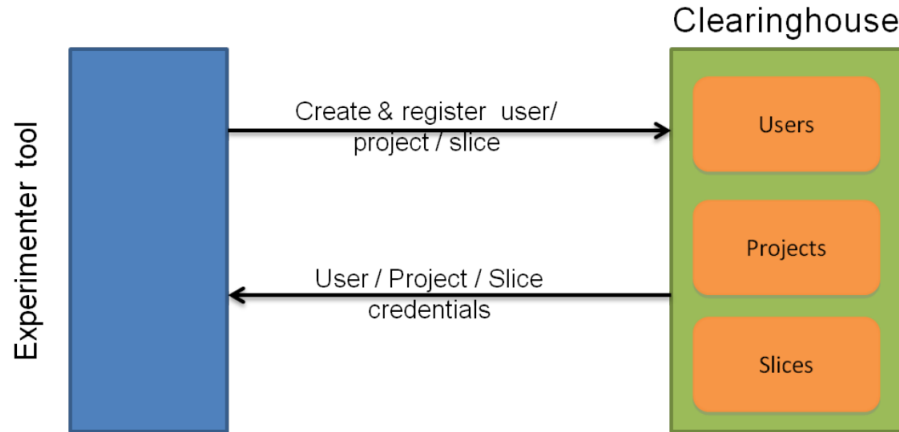 Clearinghouse
Experimenter tool
Create & register user/
project / slice
Users
Projects
User / Project / Slice
credentials
Slices